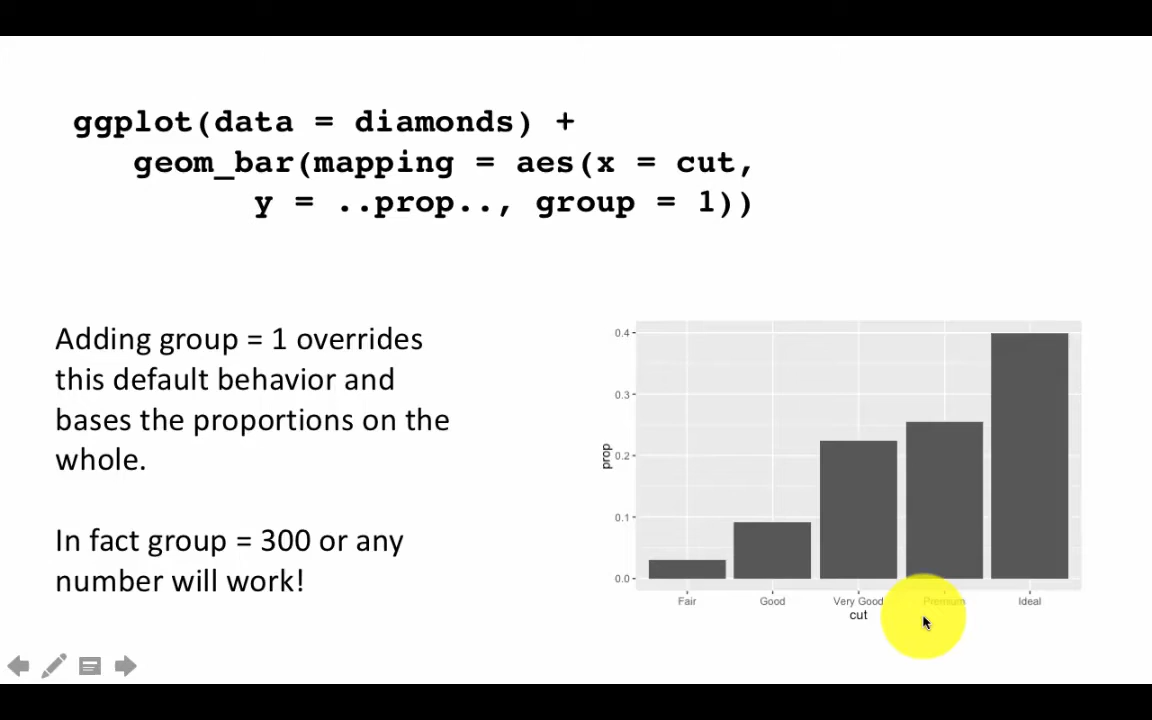 ggplot(data = diamonds) +
geom_bar(mapping = aes(x = cut,
y = ..prop.., group = 1))
Adding group = 1 overrides
this default behavior and
bases the proportions on the
whole.
In fact group = 300 or any
number will work!
prop
0.4
0.3
0.2
0.1
0.0
Fair Good Very Good Premium Ideal
cut